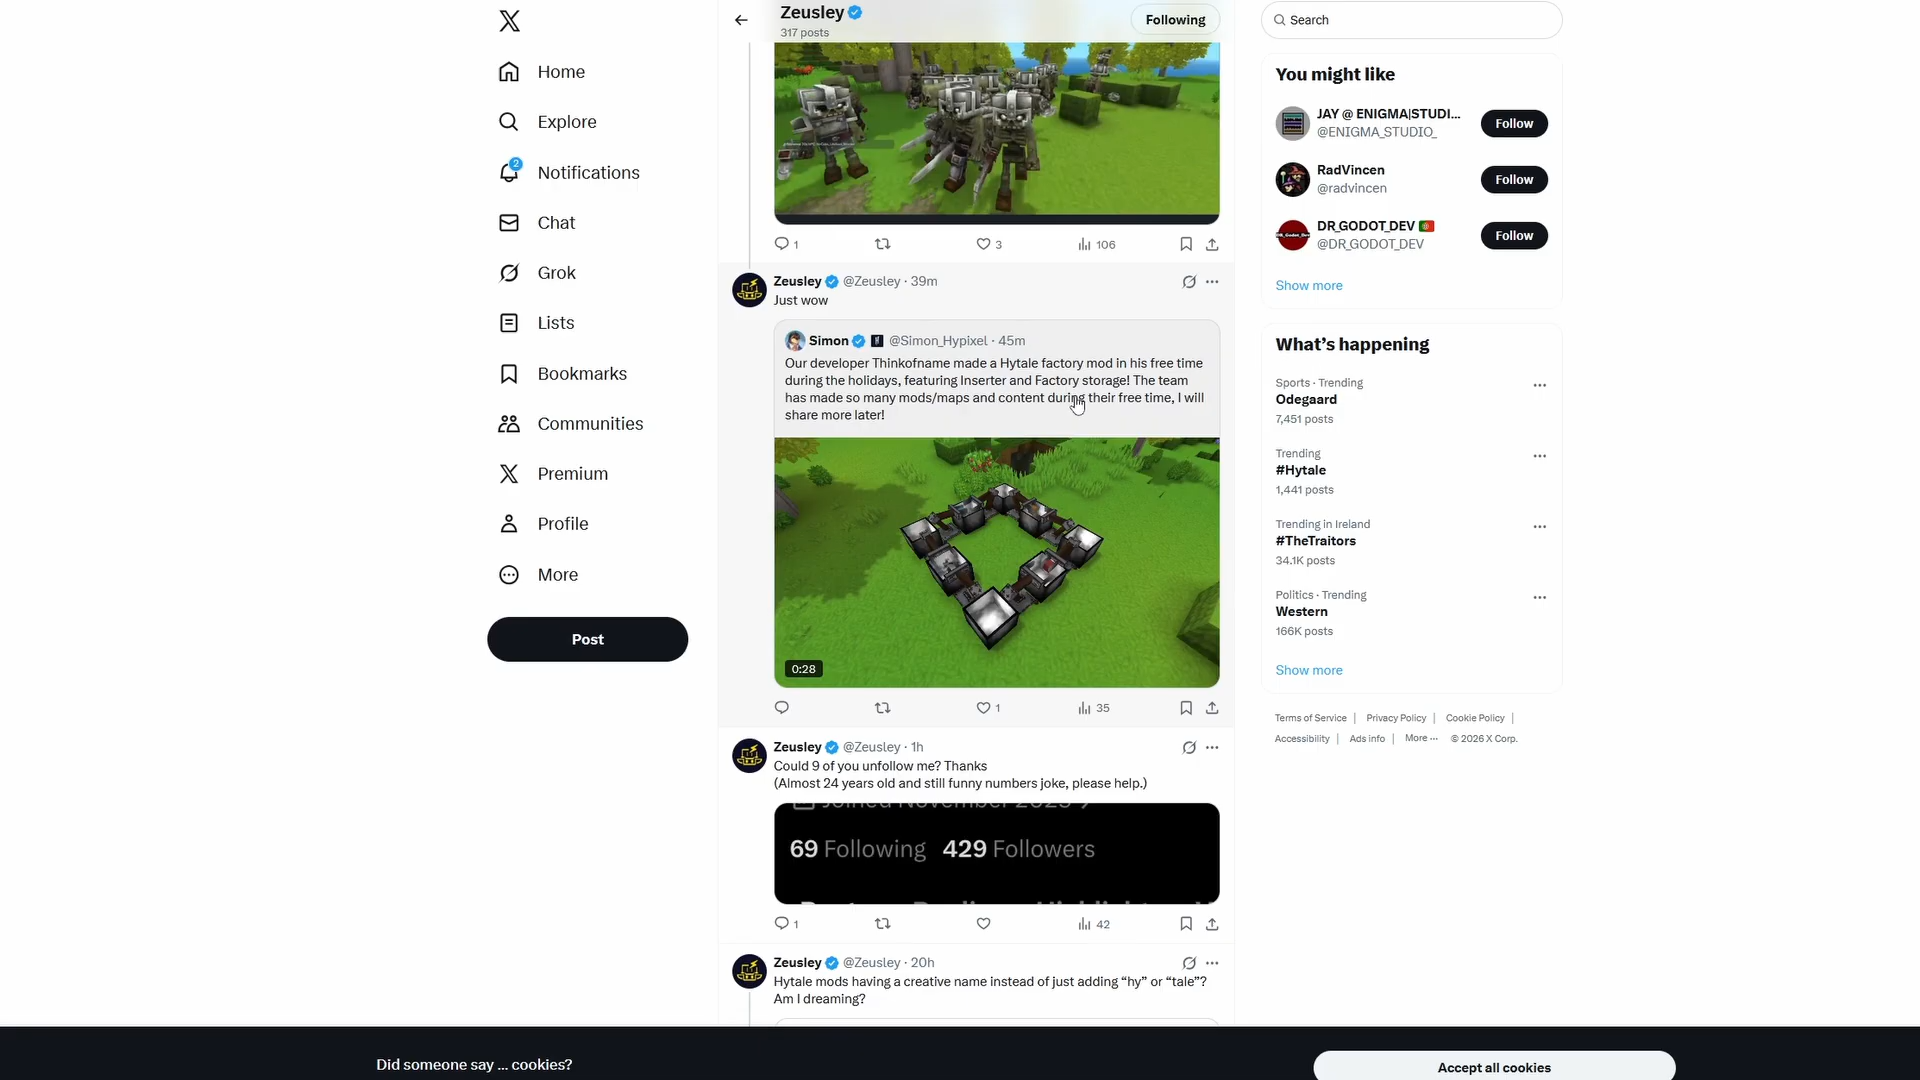 Zeusley
317 posts
Following
Home
Explore
2
Notifications
Chat
Grok
Lists
Bookmarks
Communities
Premium
Profile
More
Post
1
3
106
Zeusley @Zeusley · 39m
Just wow
Simon @Simon_Hypixel · 45m
Our developer Thinkofname made a Hytale factory mod in his free time
during the holidays, featuring Inserter and Factory storage! The team
has made so many mods/maps and content during their free time, I will
share more later!
0:28
1
35
Zeusley @Zeusley · 1h
Could 9 of you unfollow me? Thanks
(Almost 24 years old and still funny numbers joke, please help.)
69 Following 429 Followers
1
42
Zeusley @Zeusley · 20h
Hytale mods having a creative name instead of just adding “hy” or “tale”?
Am I dreaming?
Search
You might like
JAY @ ENIGMA|STUDI...
@ENIGMA_STUDIO_
Follow
RadVincen
@radvincen
Follow
DR_GODOT_DEV
@DR_GODOT_DEV
Follow
Show more
What’s happening
Sports · Trending
Odegaard
7,451 posts
Trending
#Hytale
1,441 posts
Trending in Ireland
#TheTraitors
34.1K posts
Politics · Trending
Western
166K posts
Show more
Terms of Service | Privacy Policy | Cookie Policy |
Accessibility | Ads info | More ··· © 2026 X Corp.
Did someone say ... cookies?
Accept all cookies